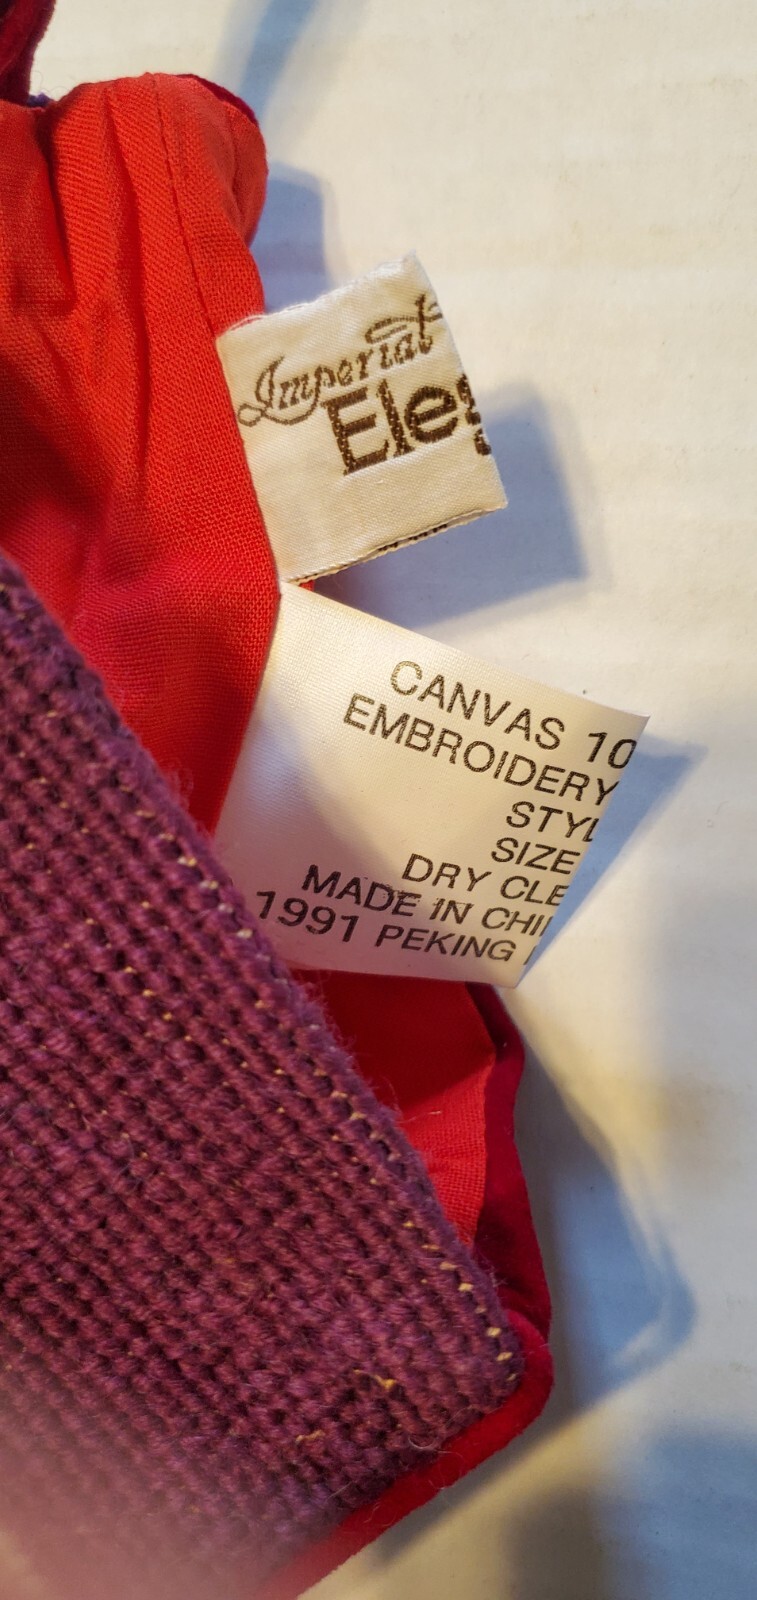 Imperial
Ele
CANVAS 10
EMBROIDERY
STYL
SIZE
DRY CLE
MADE IN CHI
1991 PEKING